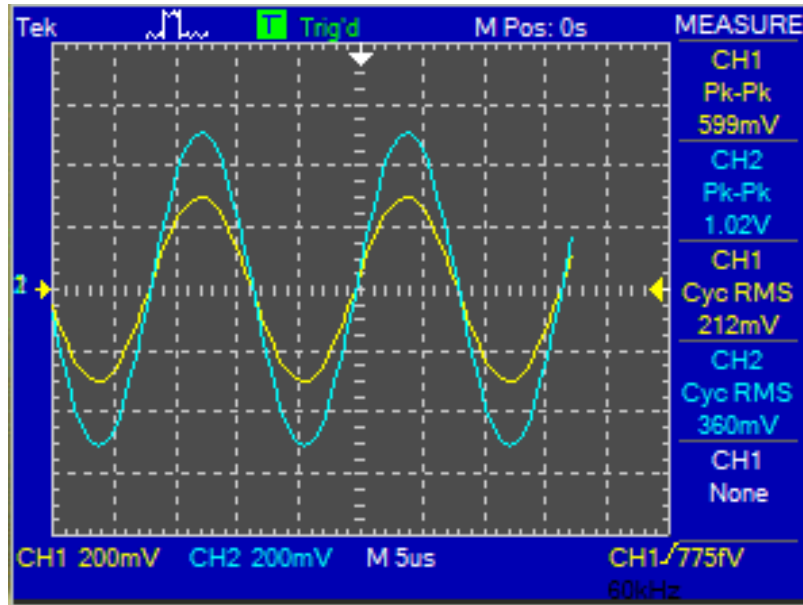 Tek T Trig'd M Pos: 0s MEASURE
CH1
Pk-Pk
599mV
CH2
Pk-Pk
1.02V
CH1
Cyc RMS
212mV
CH2
Cyc RMS
360mV
CH1
None
CH1 200mV CH2 200mV M 5us CH1 775fV
60kHz